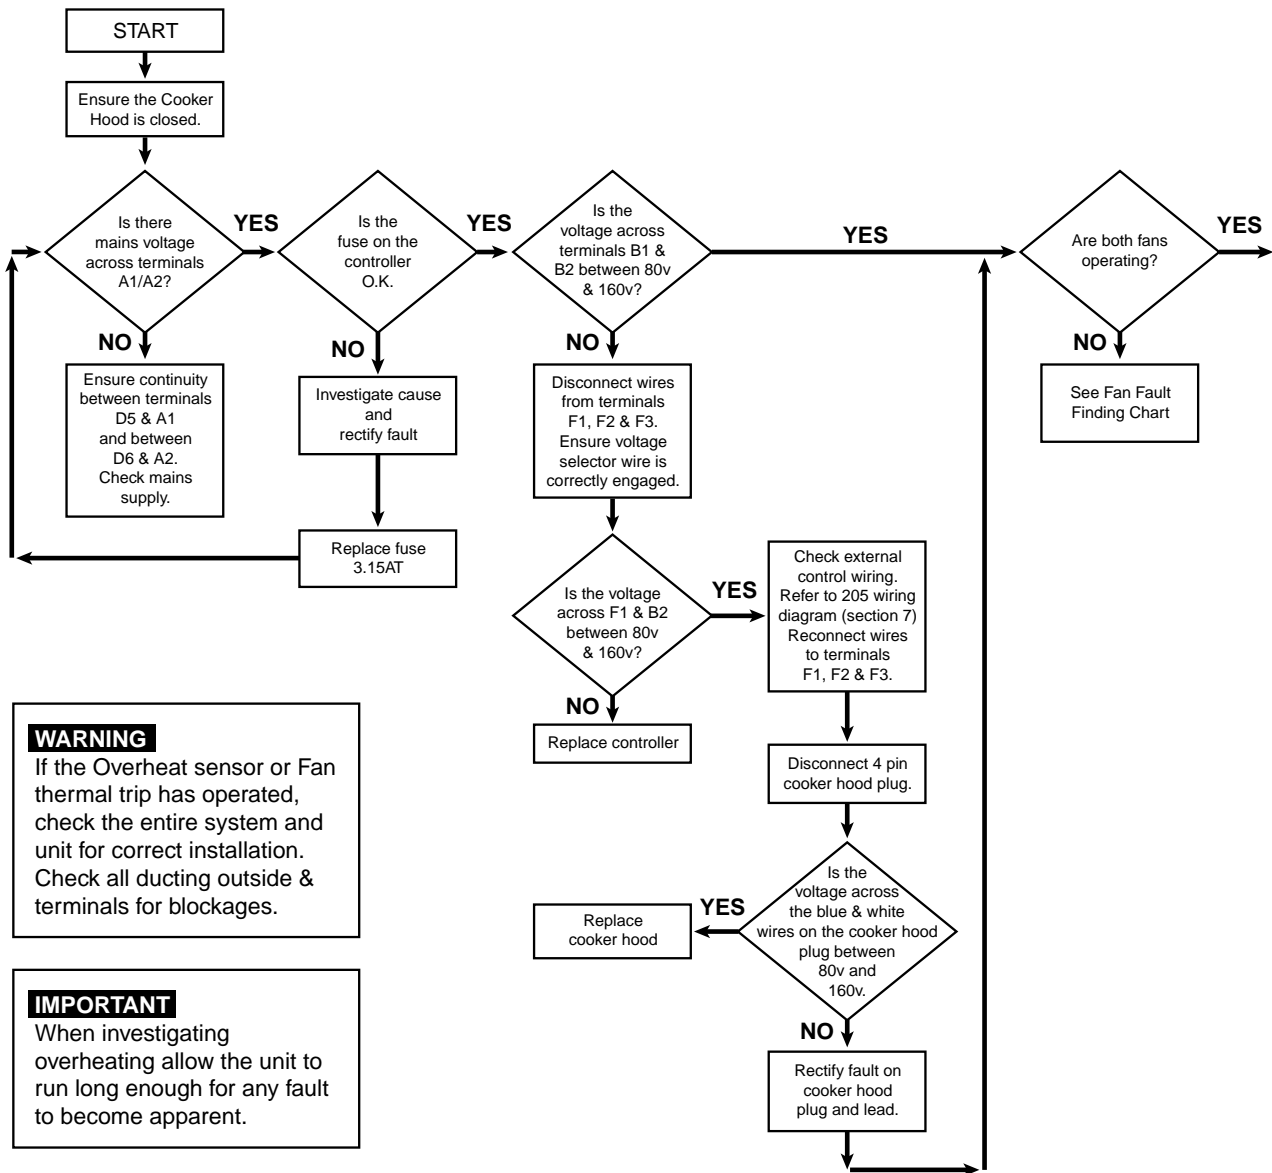 START
Ensure the Cooker
Hood is closed.
Is there
mains voltage
across terminals
A1/A2?
YES
NO
Ensure continuity
between terminals
D5 & A1
and between
D6 & A2.
Check mains
supply.
Is the
fuse on the
controller
O.K.
YES
NO
Investigate cause
and
rectify fault
Replace fuse
3.15AT
Is the
voltage across
terminals B1 &
B2 between 80v
& 160v?
YES
NO
Disconnect wires
from terminals
F1, F2 & F3.
Ensure voltage
selector wire is
correctly engaged.
Is the voltage
across F1 & B2
between 80v
& 160v?
YES
NO
Replace controller
Check external
control wiring.
Refer to 205 wiring
diagram (section 7)
Reconnect wires
to terminals
F1, F2 & F3.
Disconnect 4 pin
cooker hood plug.
Is the
voltage across
the blue & white
wires on the cooker hood
plug between
80v and
160v.
YES
Replace
cooker hood
NO
Rectify fault on
cooker hood
plug and lead.
Are both fans
operating?
YES
NO
See Fan Fault
Finding Chart
WARNING
If the Overheat sensor or Fan
thermal trip has operated,
check the entire system and
unit for correct installation.
Check all ducting outside &
terminals for blockages.
IMPORTANT
When investigating
overheating allow the unit to
run long enough for any fault
to become apparent.